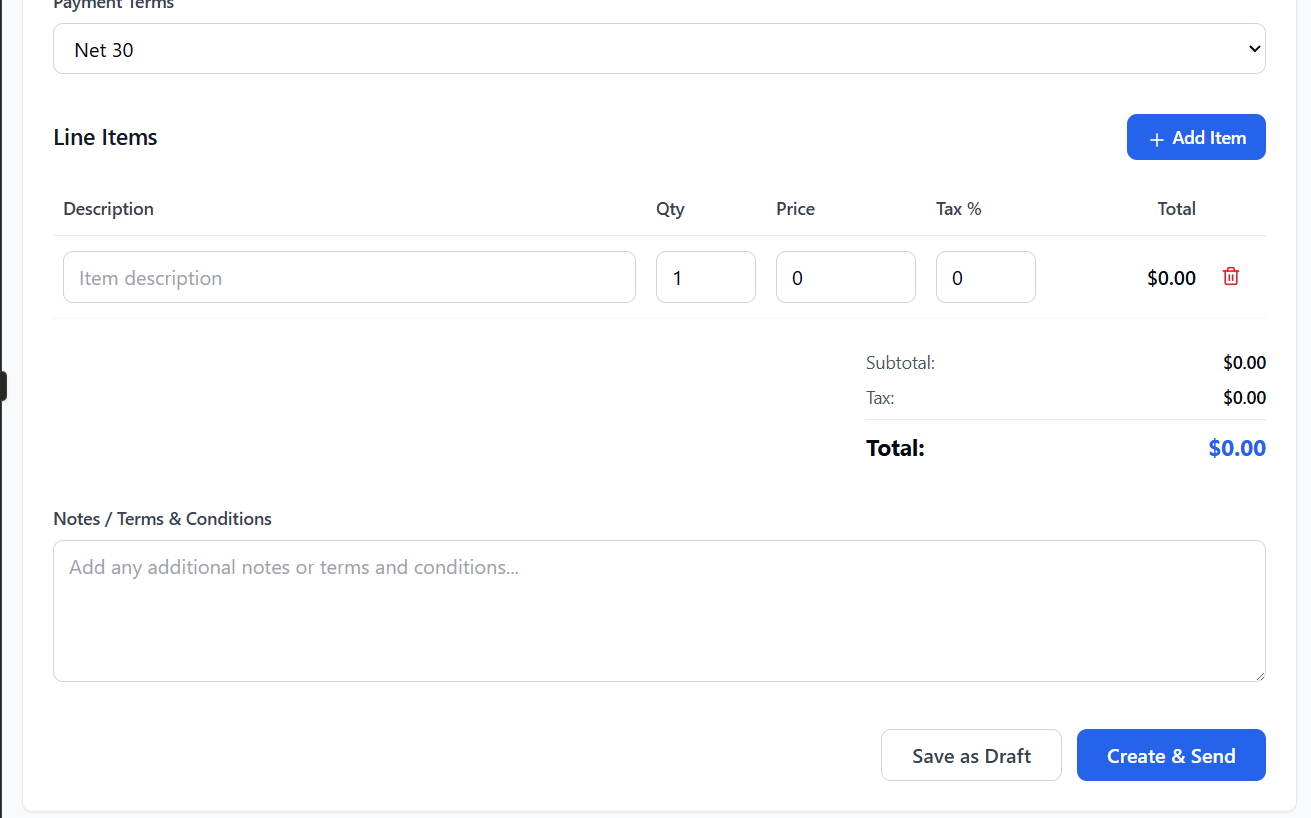 Payment Terms
Net 30
Line Items
+ Add Item
Description Qty Price Tax % Total
Item description 1 0 0 $0.00
Subtotal: $0.00
Tax: $0.00
Total: $0.00
Notes / Terms & Conditions
Add any additional notes or terms and conditions...
Save as Draft Create & Send